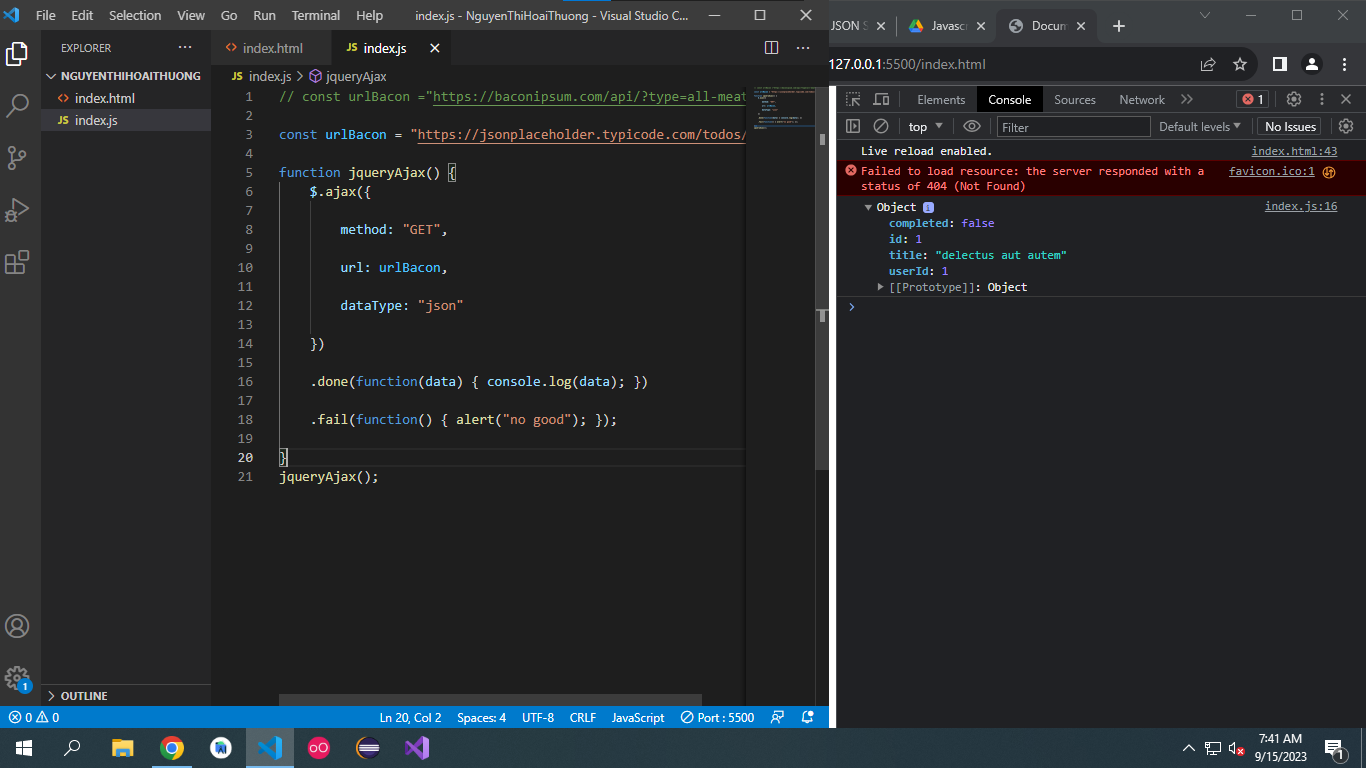 File Edit Selection View Go Run Terminal Help index.js - NguyenThiHoaiThuong - Visual Studio C...
EXPLORER
NGUYENTHIHOAITHUONG
index.html
JS index.js
OUTLINE
index.html JS index.js
JS index.js > jqueryAjax
1 // const urlBacon ="https://baconipsum.com/api/?type=all-meat
2
3 const urlBacon = "https://jsonplaceholder.typicode.com/todos/
4
5 function jqueryAjax() {
6 $.ajax({
7
8 method: "GET",
9
10 url: urlBacon,
11
12 dataType: "json"
13
14 })
15
16 .done(function(data) { console.log(data); })
17
18 .fail(function() { alert("no good"); });
19
20 }
21 jqueryAjax();
1
0 0 Ln 20, Col 2 Spaces: 4 UTF-8 CRLF JavaScript Port : 5500
JSON S Javasc Docum
127.0.0.1:5500/index.html
Elements Console Sources Network 1
top Filter Default levels No Issues
Live reload enabled. index.html:43
Failed to load resource: the server responded with a favicon.ico:1
status of 404 (Not Found)
Object i index.js:16
completed: false
id: 1
title: "delectus aut autem"
userId: 1
[[Prototype]]: Object
7:41 AM
9/15/2023
1